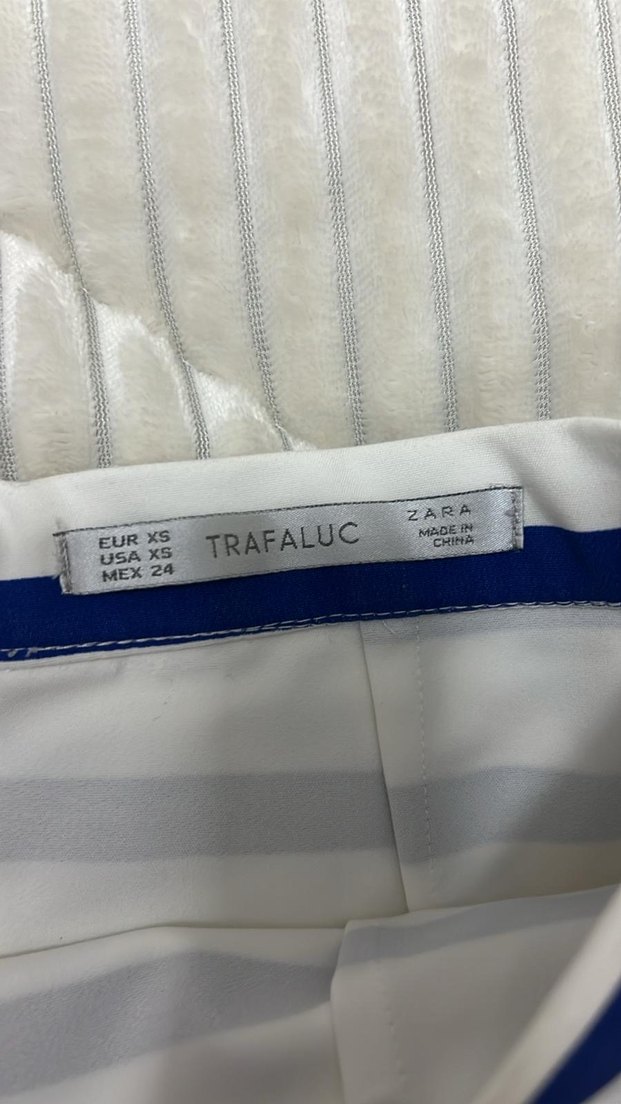 EUR XS
USA XS
MEX 24
TRAFALUC
ZARA
MADE IN
CHINA